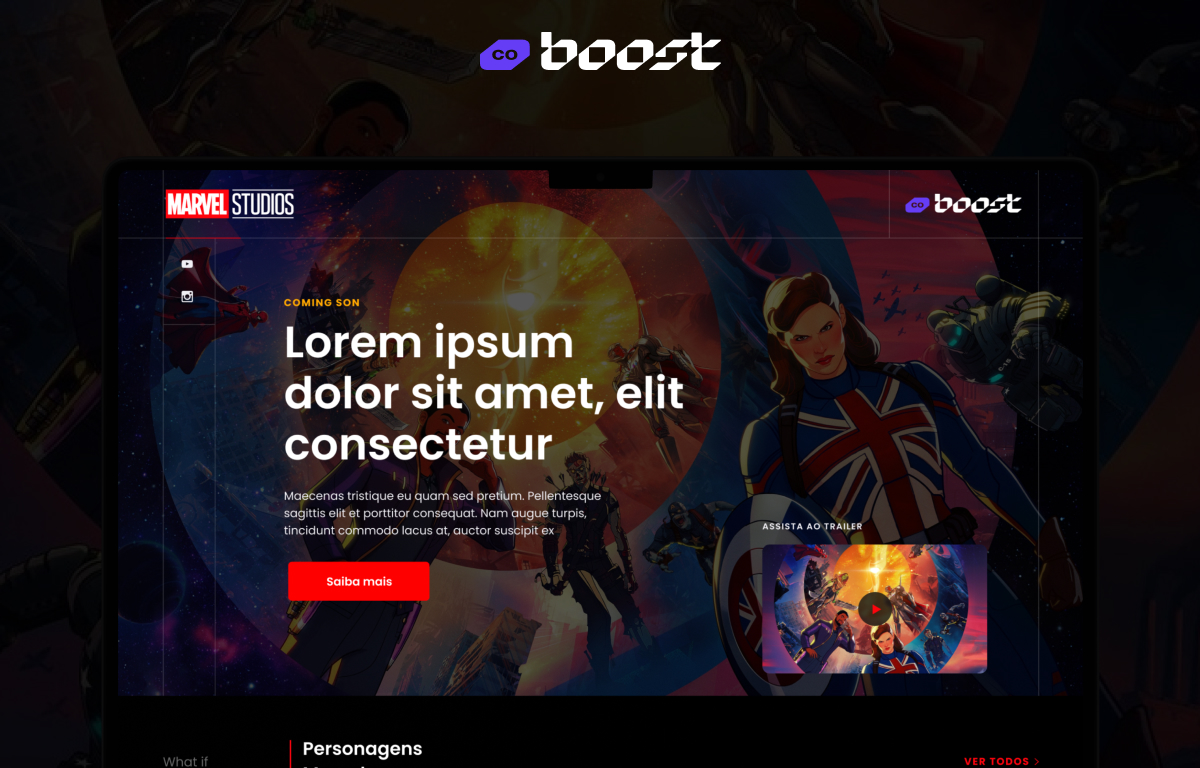 CO boost
MARVEL STUDIOS
CO boost
COMING SON
Lorem ipsum
dolor sit amet, elit
consectetur
Maecenas tristique eu quam sed pretium. Pellentesque
sagittis elit et porttitor consequat. Nam augue turpis,
tincidunt commodo lacus at, auctor suscipit ex
Saiba mais
ASSISTA AO TRAILER
What if
Personagens
VER TODOS >